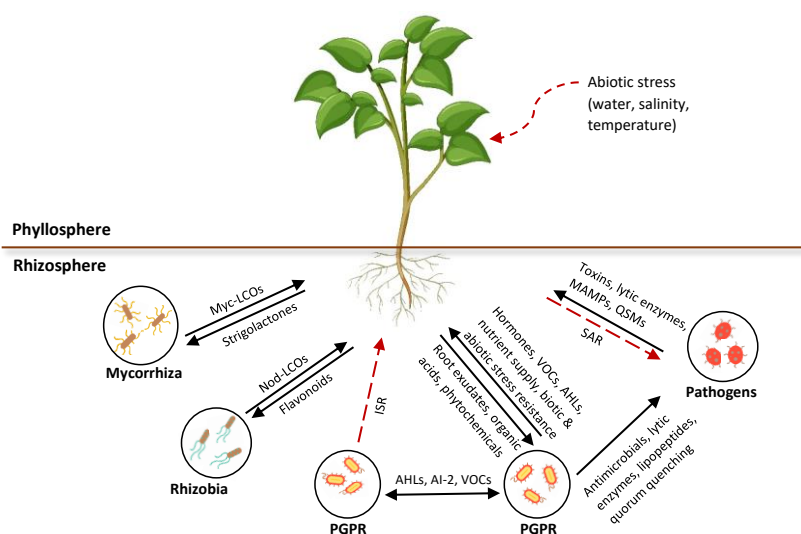 Abiotic stress
(water, salinity,
temperature)
Phyllosphere
Rhizosphere
Myc-LCOs
Strigolactones
Mycorrhiza
Nod-LCOs
Flavonoids
Rhizobia
ISR
PGPR
AHLs, AI-2, VOCs
PGPR
Hormones, VOCs, AHLs,
nutrient supply, biotic &
abiotic stress resistance
Root exudates, organic
acids, phytochemicals
Toxins, lytic enzymes,
MAMPs, QSMs
SAR
Pathogens
Antimicrobials, lytic
enzymes, lipopeptides,
quorum quenching